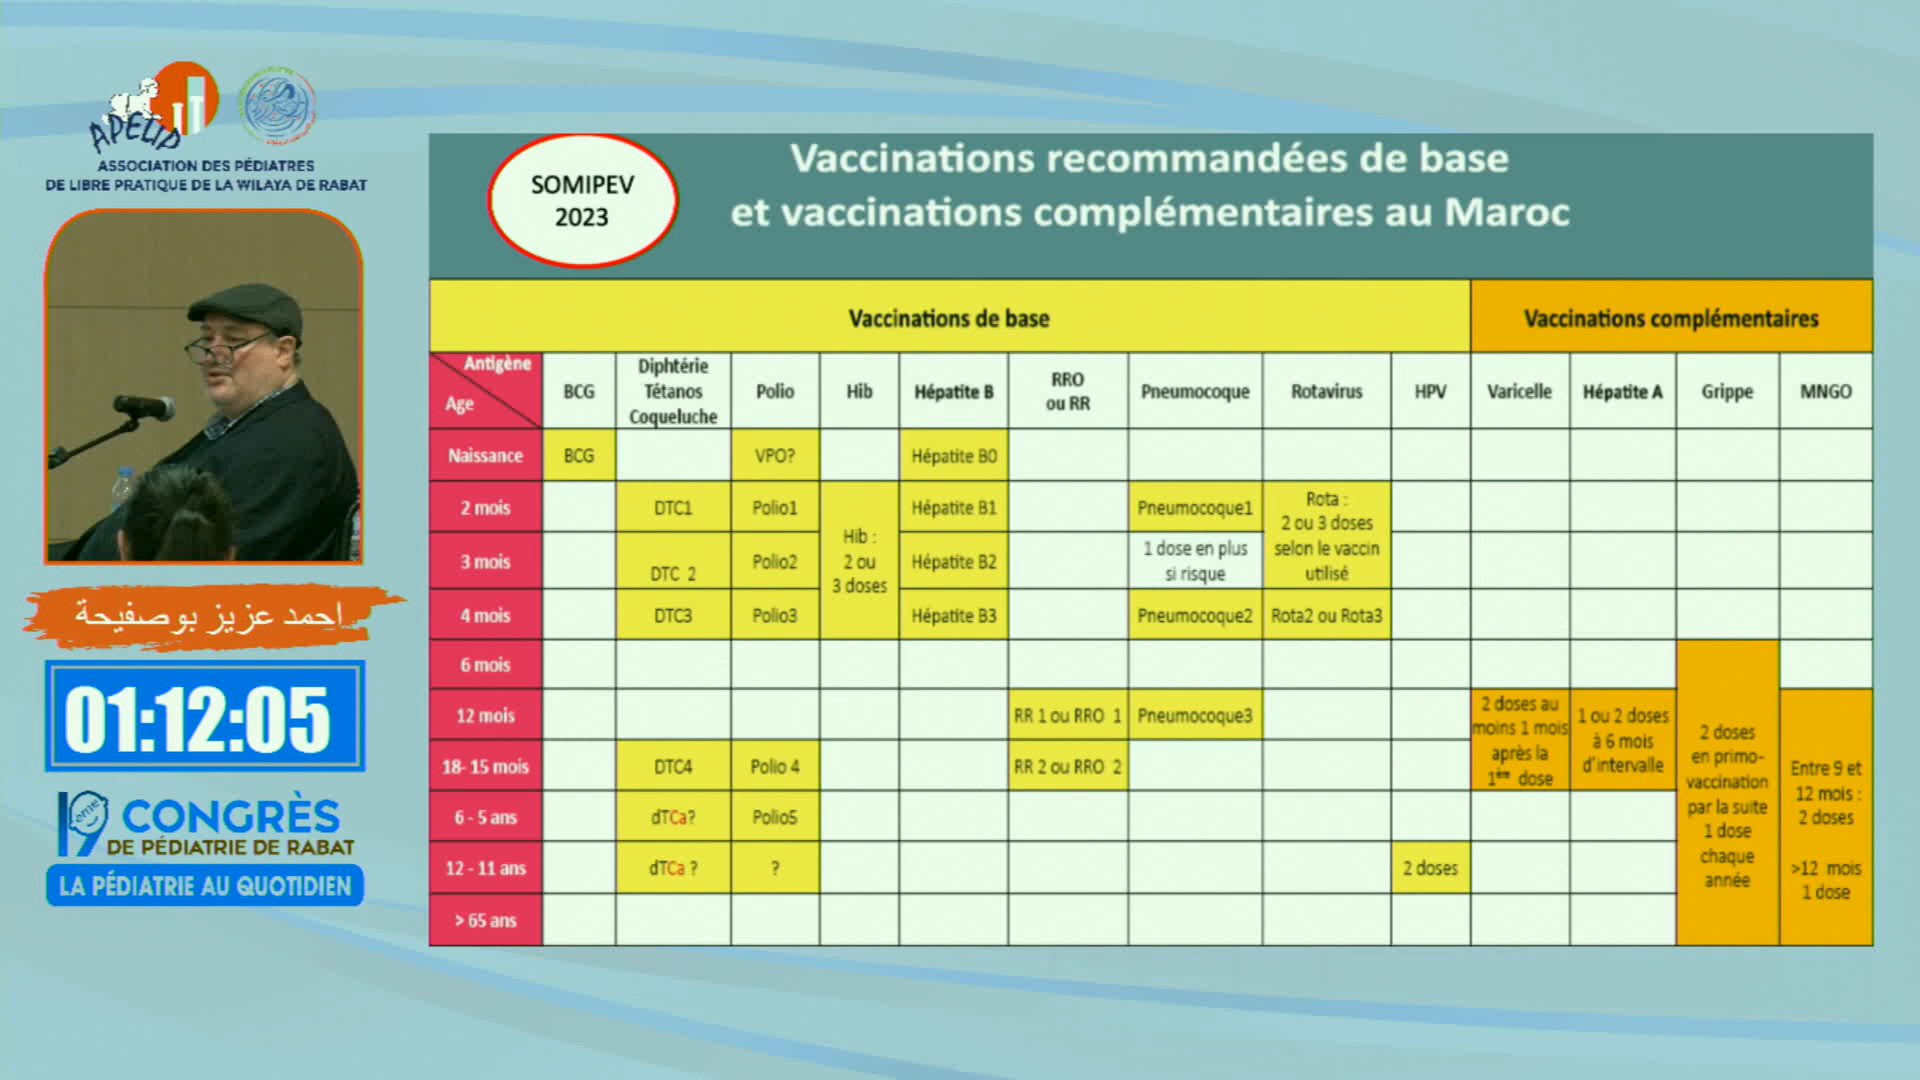 APELIP
ASSOCIATION DES PÉDIATRES
DE LIBRE PRATIQUE DE LA WILAYA DE RABAT
احمد عزيز بوصفيحة
01:12:05
19ème CONGRÈS
DE PÉDIATRIE DE RABAT
LA PÉDIATRIE AU QUOTIDIEN
SOMIPEV
2023
Vaccinations recommandées de base
et vaccinations complémentaires au Maroc
Vaccinations de base
Vaccinations complémentaires
Antigène
Age
BCG
Diphtérie
Tétanos
Coqueluche
Polio
Hib
Hépatite B
RRO
ou RR
Pneumocoque
Rotavirus
HPV
Varicelle
Hépatite A
Grippe
MNGO
Naissance
BCG
VPO?
Hépatite B0
2 mois
DTC1
Polio1
Hib :
2 ou
3 doses
Hépatite B1
Pneumocoque1
Rota :
2 ou 3 doses
selon le vaccin
utilisé
3 mois
DTC 2
Polio2
Hépatite B2
1 dose en plus
si risque
4 mois
DTC3
Polio3
Hépatite B3
Pneumocoque2
Rota2 ou Rota3
6 mois
2 doses
en primo-
vaccination
par la suite
1 dose
chaque
année
12 mois
RR 1 ou RRO 1
Pneumocoque3
2 doses au
moins 1 mois
après la
1ère dose
1 ou 2 doses
à 6 mois
d'intervalle
Entre 9 et
12 mois :
2 doses
>12 mois
1 dose
18- 15 mois
DTC4
Polio 4
RR 2 ou RRO 2
6 - 5 ans
dTCa?
Polio5
12 - 11 ans
dTCa ?
?
2 doses
> 65 ans